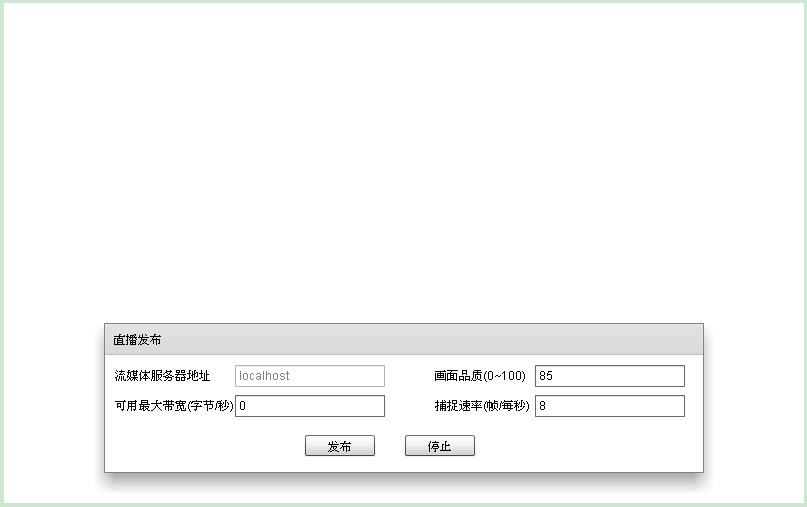 直播发布
流媒体服务器地址 localhost 画面品质(0~100) 85
可用最大带宽(字节/秒) 0 捕捉速率(帧/每秒) 8
发布 停止